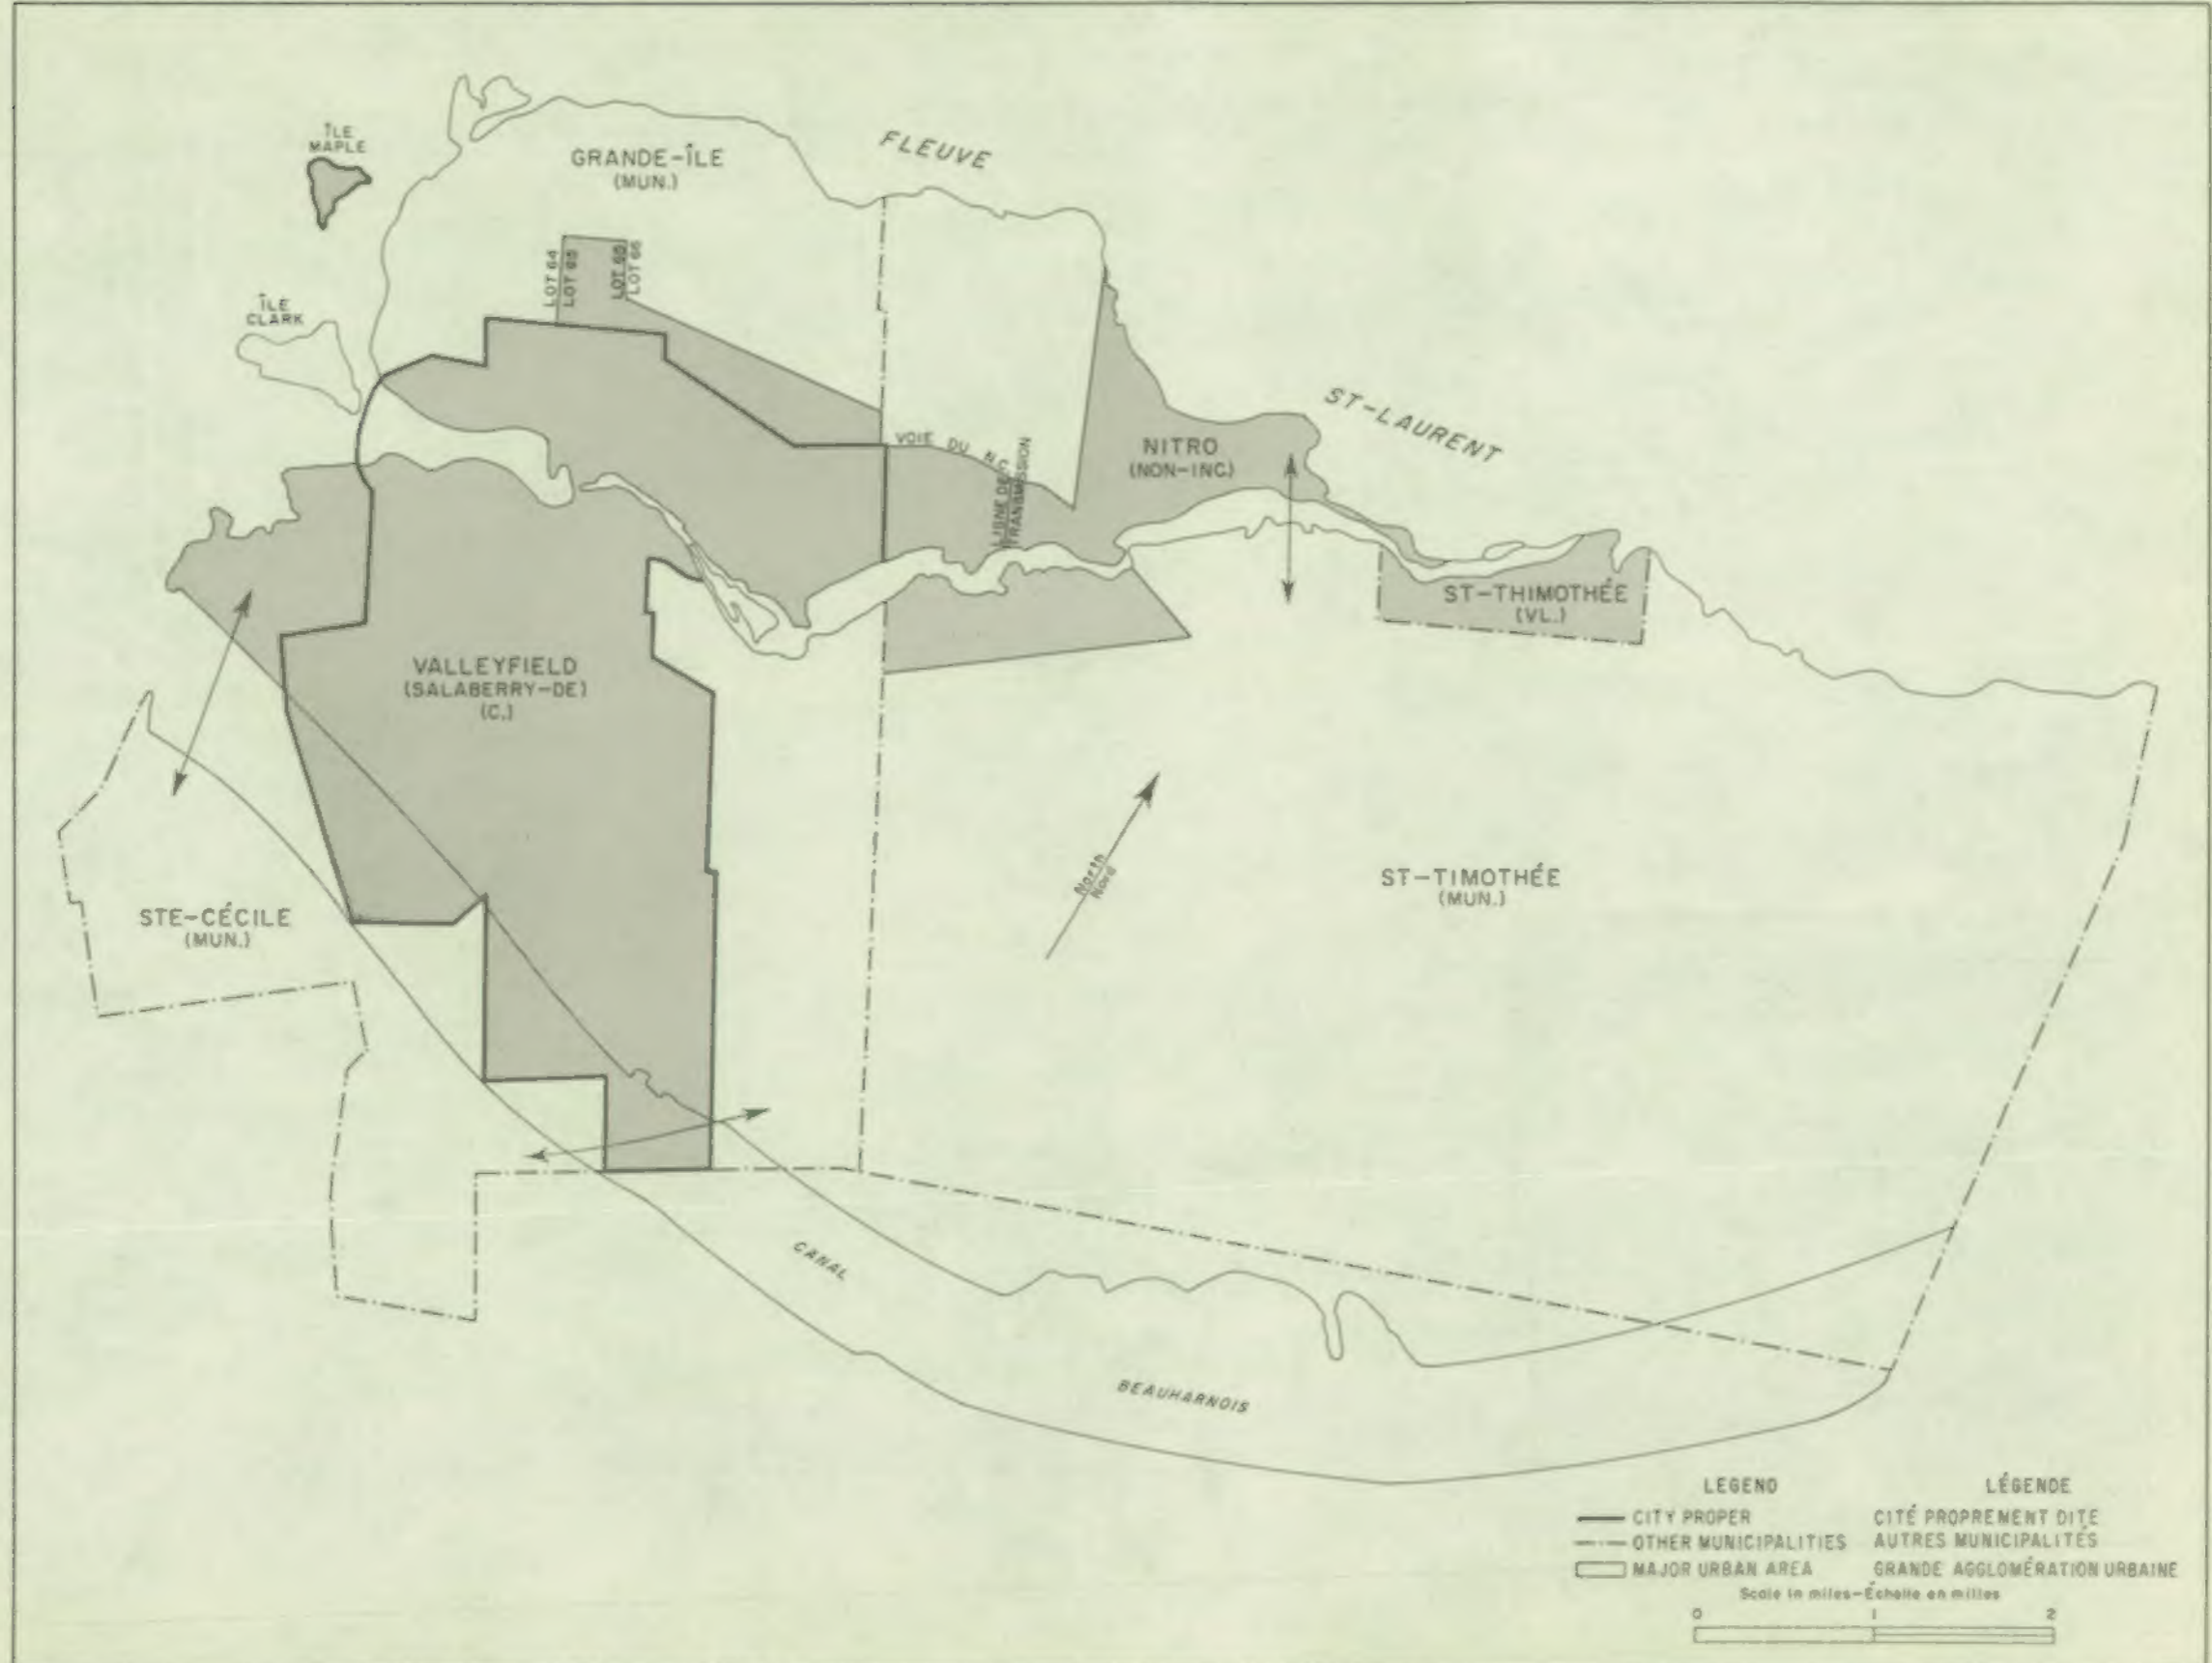 ÎLE
MAPLE
GRANDE-ÎLE
(MUN.)
FLEUVE
LOT 64
LOT 65
LOT 65
LOT 66
ÎLE
CLARK
ST-LAURENT
VOIE DU N.C.
LIGNE DE
TRANSMISSION
NITRO
(NON-INC.)
ST-THIMOTHÉE
(VL.)
VALLEYFIELD
(SALABERRY-DE)
(C.)
North
Nord
ST-TIMOTHÉE
(MUN.)
STE-CÉCILE
(MUN.)
CANAL
BEAUHARNOIS
LEGEND LÉGENDE
CITY PROPER CITÉ PROPREMENT DITE
OTHER MUNICIPALITIES AUTRES MUNICIPALITÉS
MAJOR URBAN AREA GRANDE AGGLOMÉRATION URBAINE
Scale in miles-Échelle en milles
0 1 2